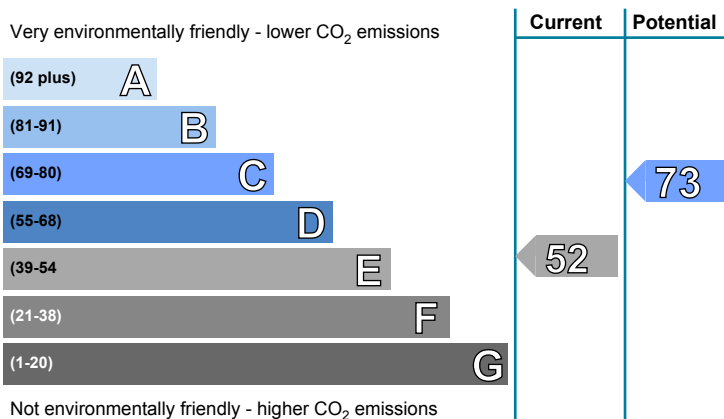 Current Potential
Very environmentally friendly - lower CO2 emissions
(92 plus) A
(81-91) B
(69-80) C
73
(55-68) D
(39-54 E
52
(21-38) F
(1-20) G
Not environmentally friendly - higher CO2 emissions